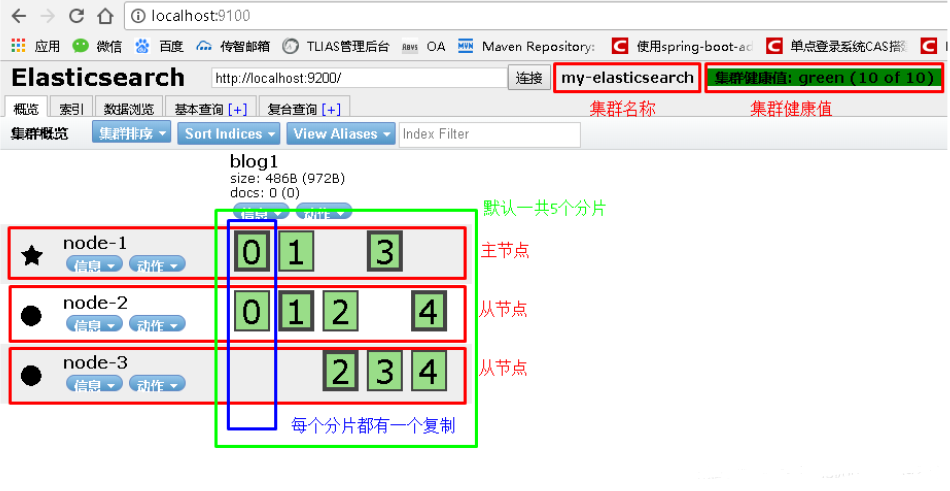 localhost:9100
应用 微信 百度 传智邮箱 TLIAS管理后台 OA Maven Repository: 使用spring-boot-ad 单点登录系统CAS搭
Elasticsearch http://localhost:9200/ 连接 my-elasticsearch 集群健康值: green (10 of 10)
概览 索引 数据浏览 基本查询 [+] 复合查询 [+] 集群名称 集群健康值
集群概览 集群排序 Sort Indices View Aliases Index Filter
blog1
size: 486B (972B)
docs: 0 (0)
信息 动作 默认一共5个分片
node-1 0 1 3 主节点
信息 动作
node-2 0 1 2 4 从节点
信息 动作
node-3 2 3 4 从节点
信息 动作
每个分片都有一个复制